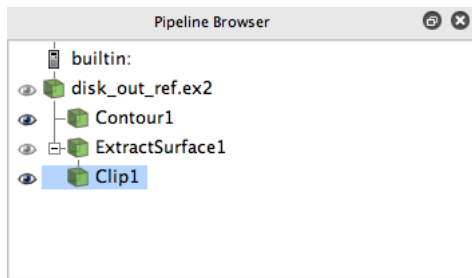 Pipeline Browser
builtin:
disk_out_ref.ex2
Contour1
ExtractSurface1
Clip1